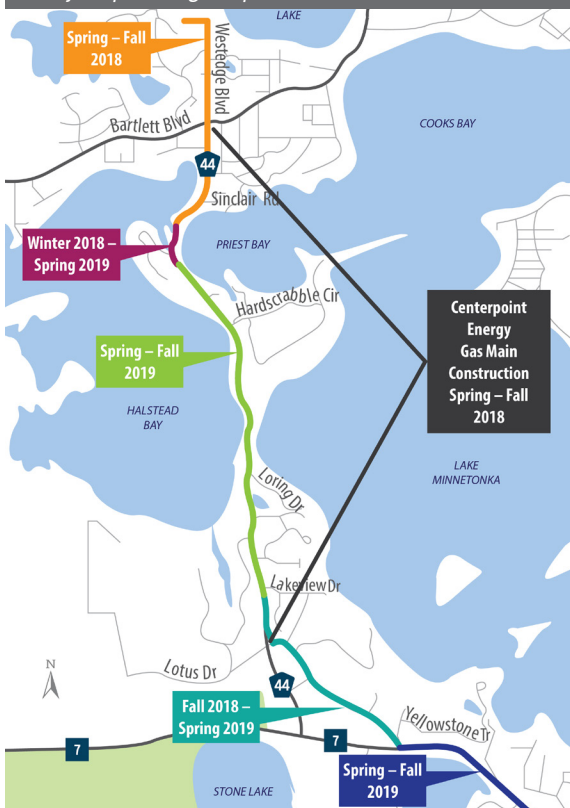 LAKE
Spring – Fall
2018
Westedge Blvd
Bartlett Blvd
COOKS BAY
44
Sinclair Rd
Winter 2018 –
Spring 2019
PRIEST BAY
Hardscrabble Cir
Centerpoint
Energy
Gas Main
Construction
Spring – Fall
2018
Spring – Fall
2019
HALSTEAD
BAY
LAKE
MINNETONKA
Loring Dr
Lakeview Dr
N
Lotus Dr
44
Fall 2018 –
Spring 2019
Yellowstone Tr
7
7
Spring – Fall
2019
STONE LAKE